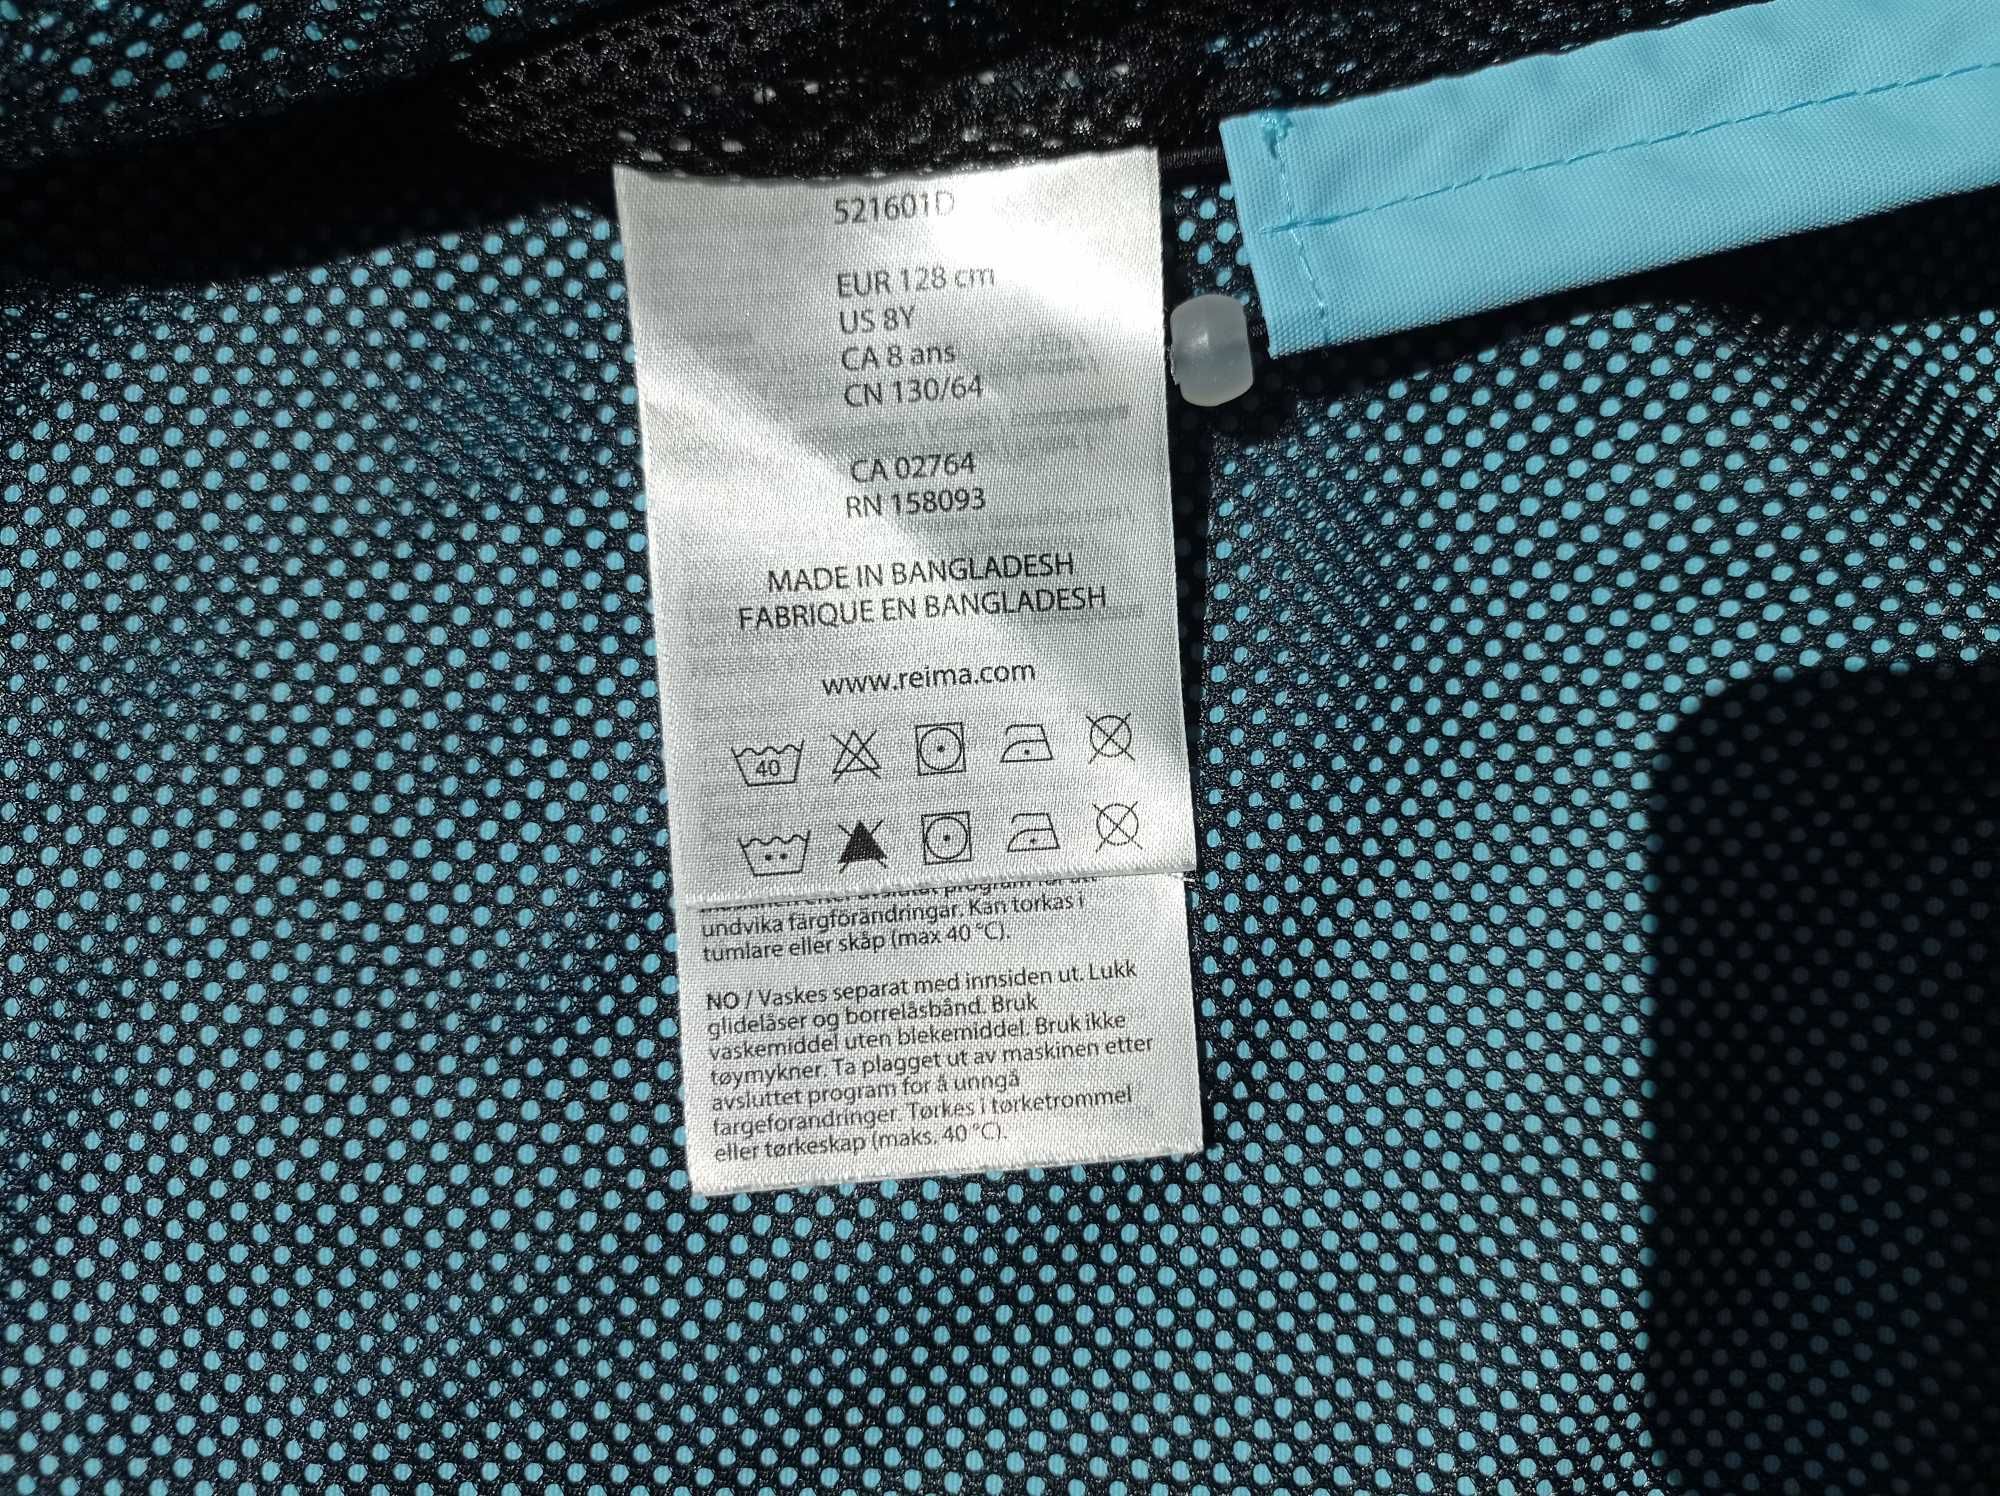 521601D
EUR 128 cm
US 8Y
CA 8 ans
CN 130/64
CA 02764
RN 158093
MADE IN BANGLADESH
FABRIQUE EN BANGLADESH
www.reima.com
40
program för att
undvika färgförändringar. Kan torkas i
tumlare eller skåp (max 40 °C).
NO / Vaskes separat med innsiden ut. Lukk
glidelåser og borrelåsbånd. Bruk
vaskemiddel uten blekemiddel. Bruk ikke
tøymykner. Ta plagget ut av maskinen etter
avsluttet program for å unngå
fargeforandringer. Tørkes i tørketrommel
eller tørkeskap (maks. 40 °C).